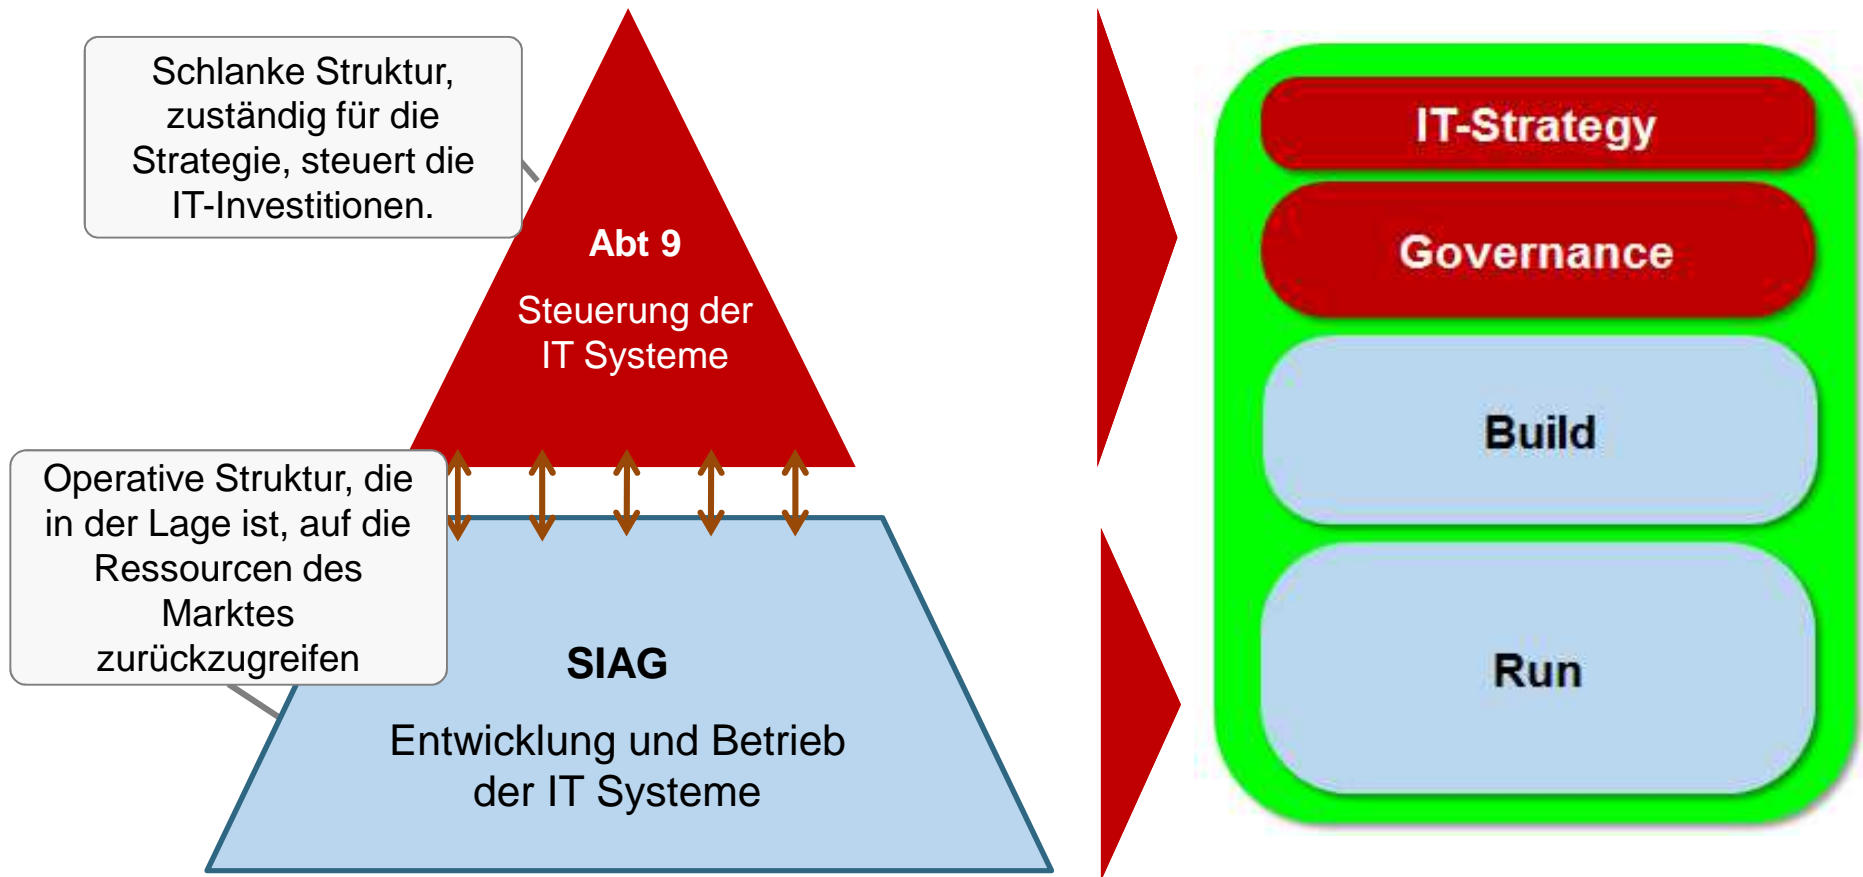 Schlanke Struktur,
zuständig für die
Strategie, steuert die
IT-Investitionen.
Abt 9
Steuerung der
IT Systeme
Operative Struktur, die
in der Lage ist, auf die
Ressourcen des
Marktes
zurückzugreifen
SIAG
Entwicklung und Betrieb
der IT Systeme
IT-Strategy
Governance
Build
Run